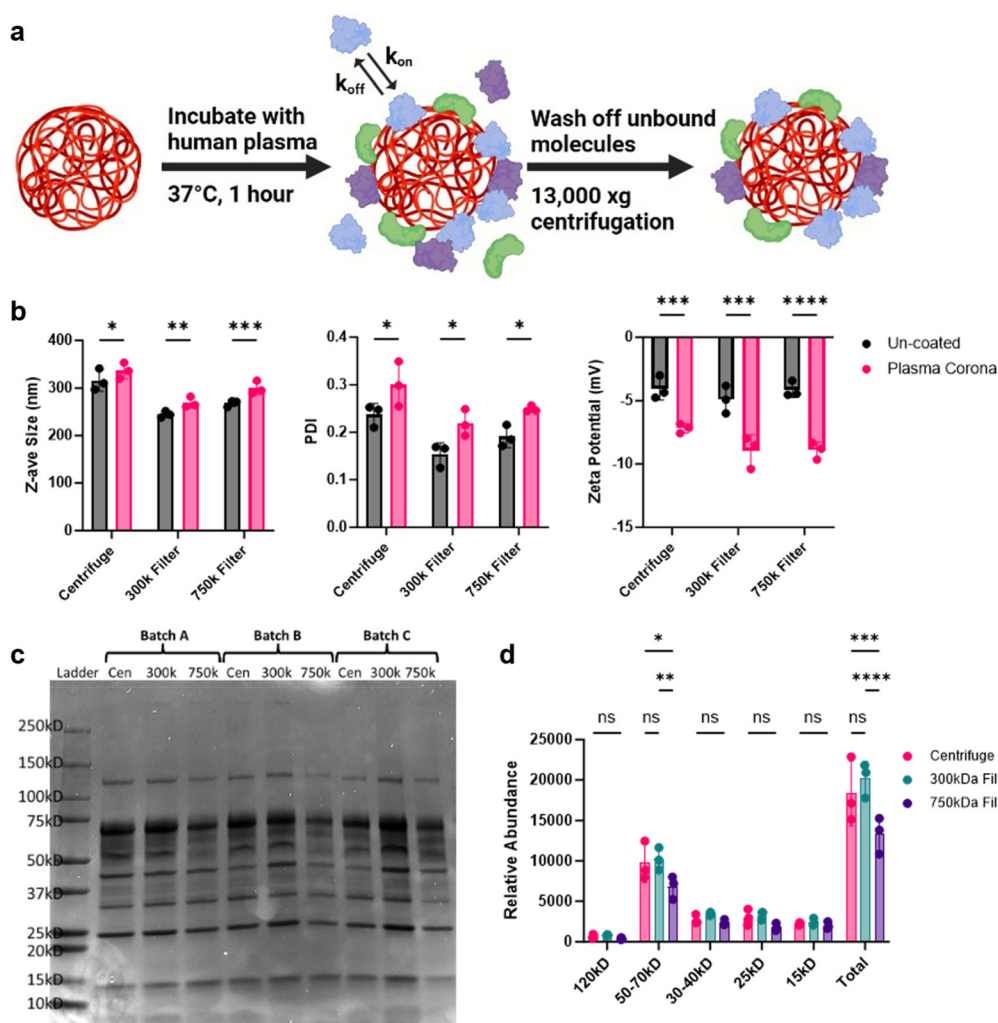 a
Incubate with
human plasma
37°C, 1 hour
kon
koff
Wash off unbound
molecules
13,000 xg
centrifugation
b
* ** ***
400
300
200
100
0
Z-ave Size (nm)
Centrifuge
300k Filter
750k Filter
* * *
0.4
0.3
0.2
0.1
0.0
PDI
Centrifuge
300k Filter
750k Filter
*** *** ****
0
-5
-10
-15
Zeta Potential (mV)
Centrifuge
300k Filter
750k Filter
Un-coated
Plasma Corona
c
Batch A Batch B Batch C
Ladder Cen 300k 750k Cen 300k 750k Cen 300k 750k
250kD
150kD
100kD
75kD
50kD
37kD
25kD
20kD
15kD
10kD
d
* ***
** ****
ns ns ns ns ns ns
25000
20000
15000
10000
5000
0
Relative Abundance
120kD
50-70kD
30-40kD
25kD
15kD
Total
Centrifuge
300kDa Fil
750kDa Fil